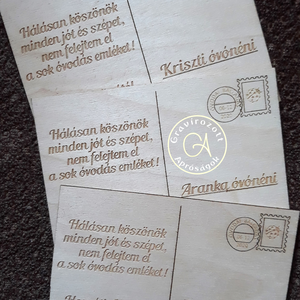 Hálásan köszönök
minden jót és szépet,
nem felejtem el
a sok óvodás emléket!
Kriszti óvónéni
Hálásan köszönök
minden jót és szépet,
nem felejtem el
a sok óvodás emléket!
Aranka óvónéni
Gravírozott
A
Apróságok
Hálásan köszönök
minden jót és szépet,
nem felejtem el
a sok óvodás emléket!